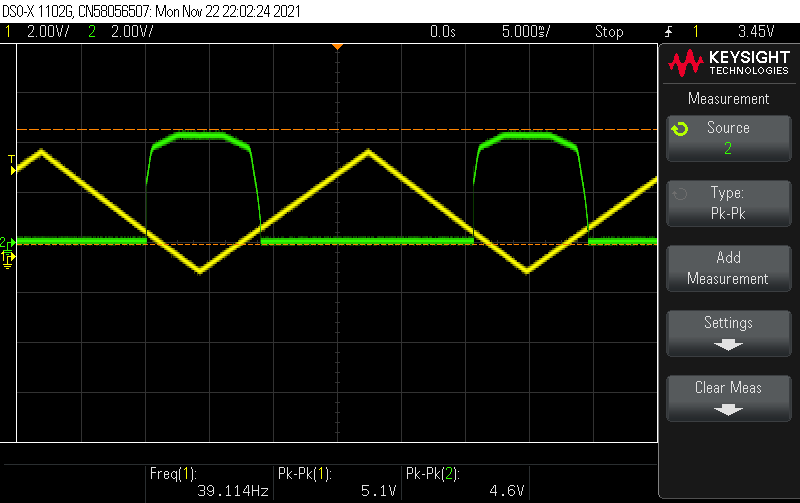 DSO-X 1102G, CN58056507: Mon Nov 22 22:02:24 2021
1 2.00V/ 2 2.00V/ 0.0s 5.000ms/ Stop 1 3.45V
KEYSIGHT
TECHNOLOGIES
Measurement
Source
2
Type:
Pk-Pk
Add
Measurement
Settings
Clear Meas
T
2
1
Freq(1): Pk-Pk(1): Pk-Pk(2):
39.114Hz 5.1V 4.6V